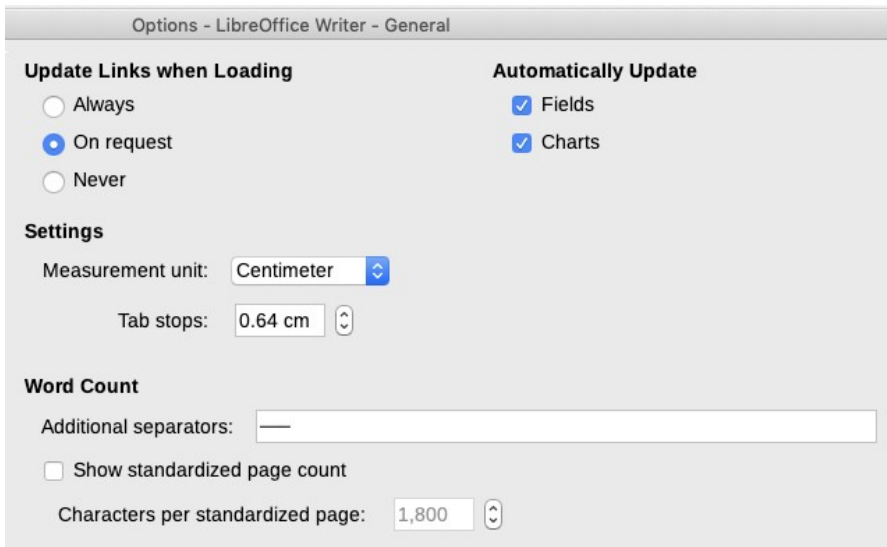 Options - LibreOffice Writer - General
Update Links when Loading
Always
On request
Never
Automatically Update
Fields
Charts
Settings
Measurement unit: Centimeter
Tab stops: 0.64 cm
Word Count
Additional separators: —–
Show standardized page count
Characters per standardized page: 1,800